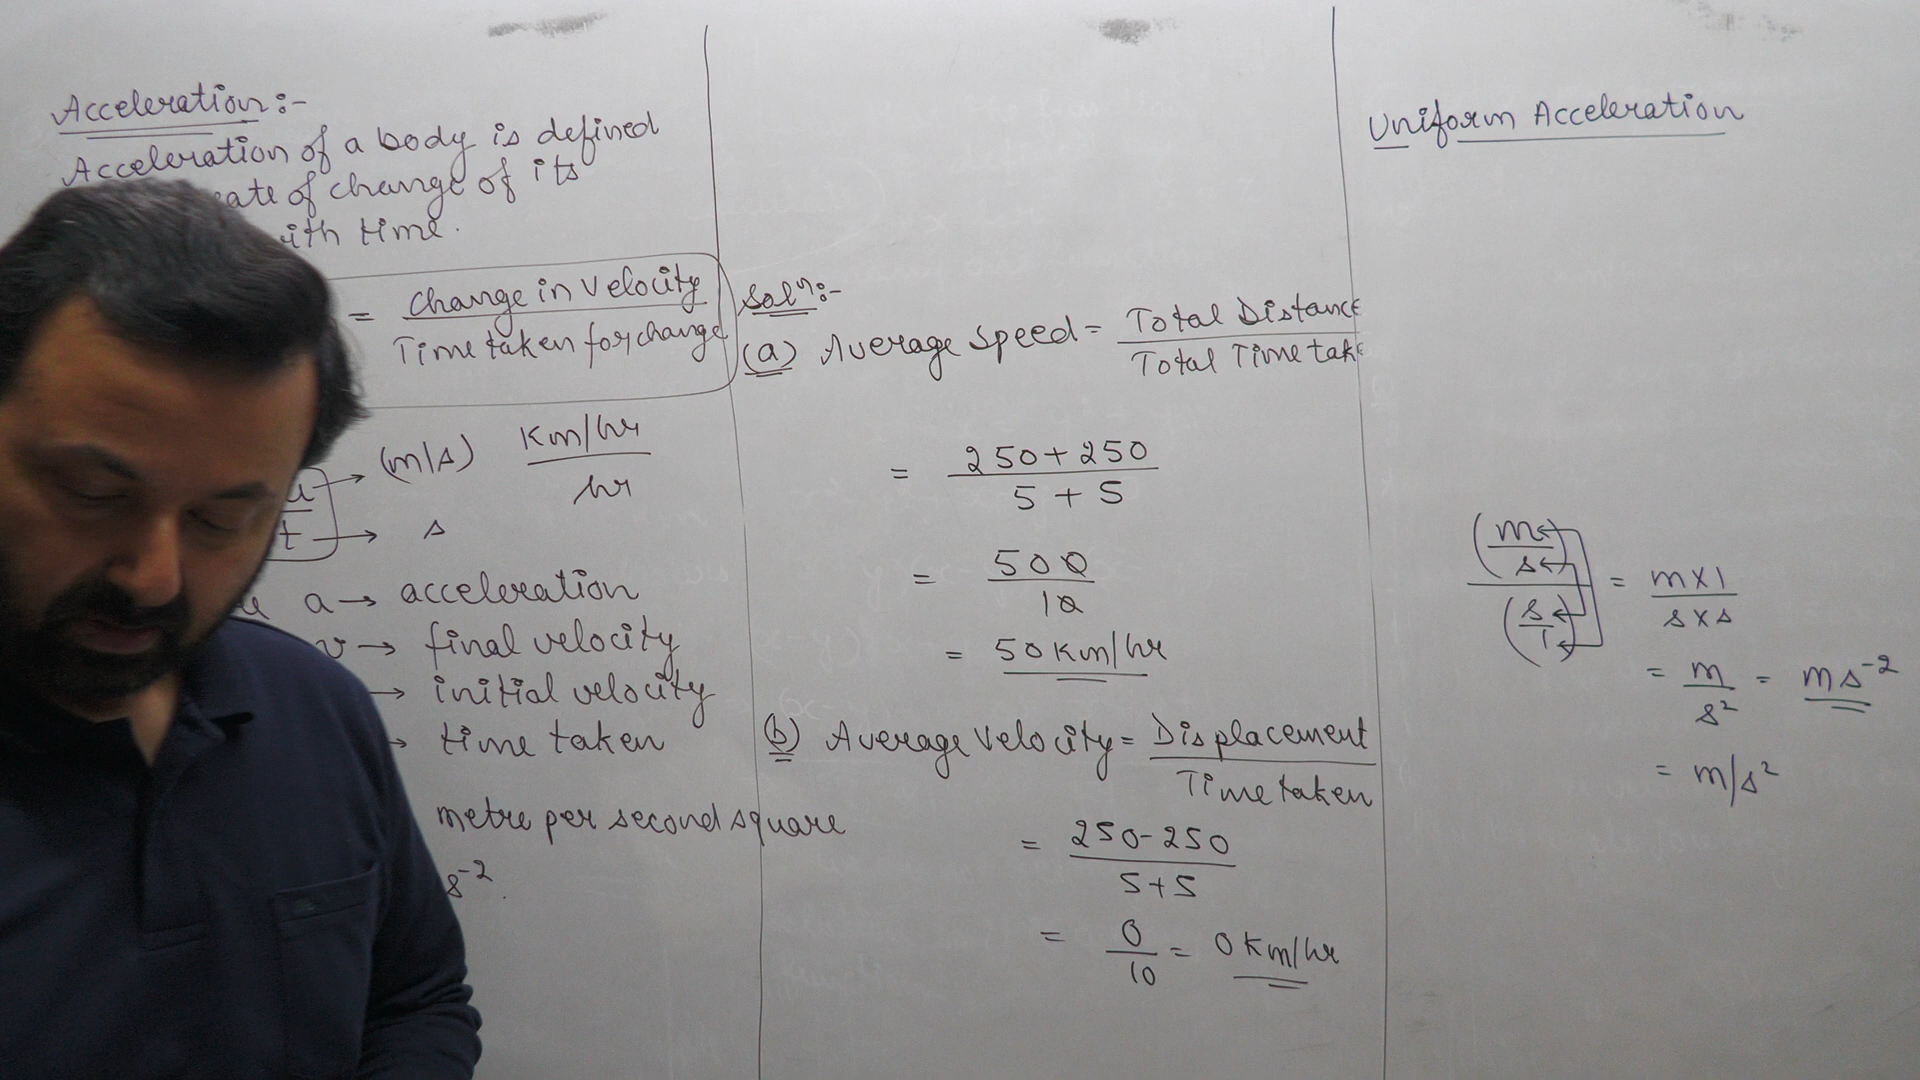 Acceleration:-
Acceleration of a body is defined
rate of change of its
with time.
= Change in Velocity
Time taken for change
(m/s) Km/hr
hr
u →
t → s
a → acceleration
v → final velocity
→ initial velocity
→ time taken
metre per second square
s⁻².
Solⁿ:-
(a) Average Speed = Total Distance
Total Time take
= 250+250
5+5
= 500
10
= 50 Km/hr
(b) Average Velocity = Displacement
Time taken
= 250-250
5+5
= 0
10 = 0 Km/hr
Uniform Acceleration
(m
s)
(s
1) = m×1
s×s
= m
s² = ms⁻²
= m/s²